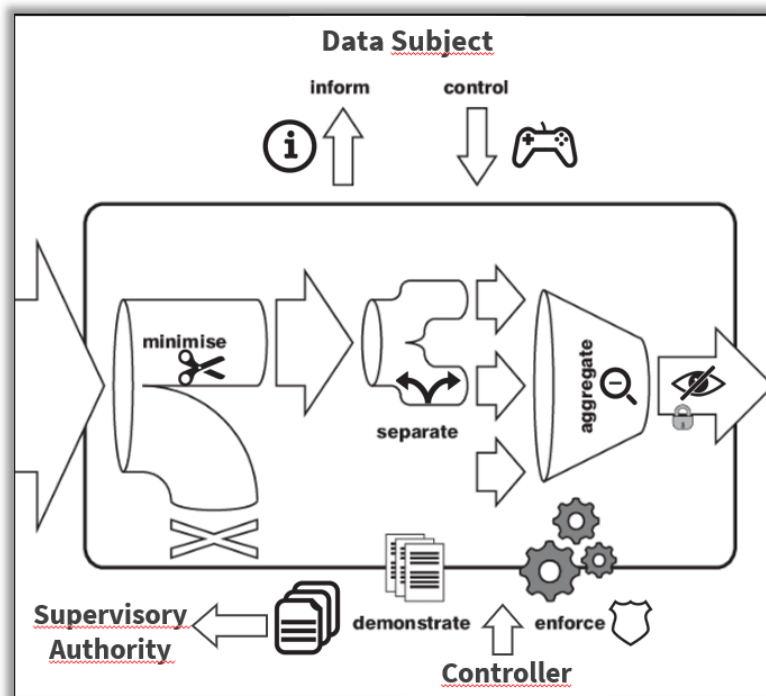 Data Subject
inform
control
minimise
separate
aggregate
demonstrate
enforce
Supervisory
Authority
Controller